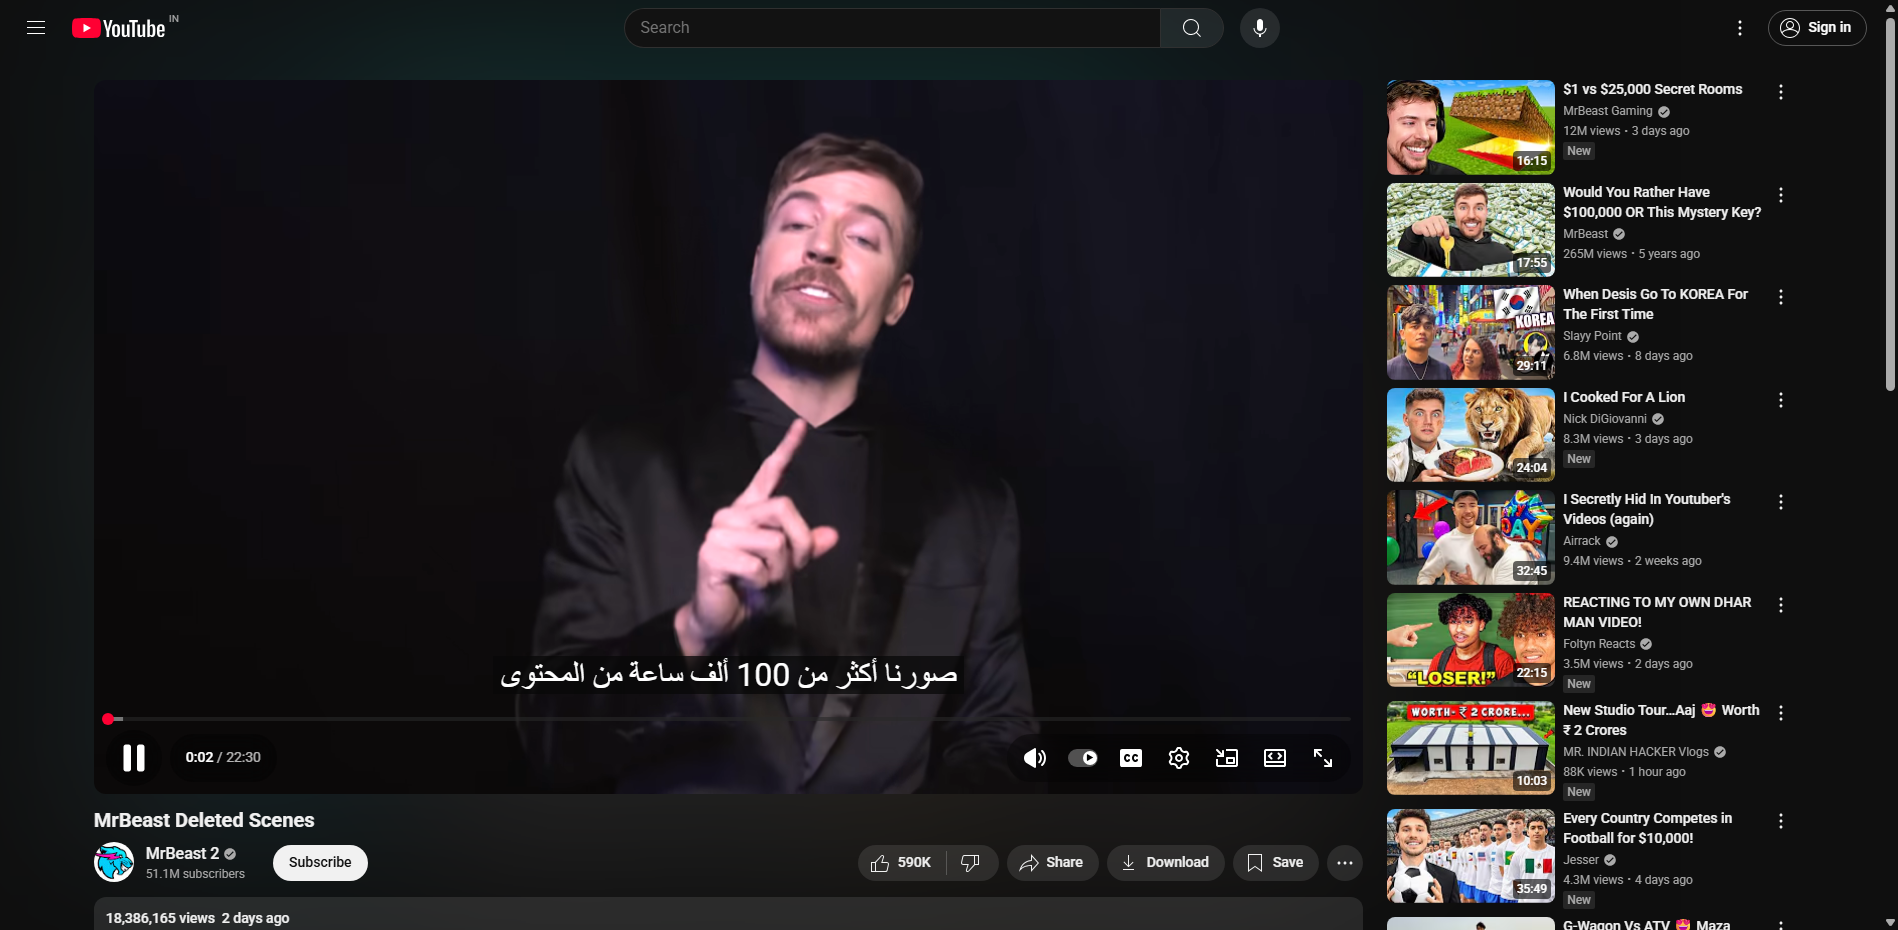 YouTube IN
Search
Sign in
صورنا أكثر من 100 ألف ساعة من المحتوى
0:02 / 22:30
CC
MrBeast Deleted Scenes
MrBeast 2
51.1M subscribers
Subscribe
590K
Share
Download
Save
18,386,165 views 2 days ago
16:15
$1 vs $25,000 Secret Rooms
MrBeast Gaming
12M views • 3 days ago
New
17:55
Would You Rather Have
$100,000 OR This Mystery Key?
MrBeast
265M views • 5 years ago
KOREA
29:11
When Desis Go To KOREA For
The First Time
Slayy Point
6.8M views • 8 days ago
24:04
I Cooked For A Lion
Nick DiGiovanni
8.3M views • 3 days ago
New
DAY
32:45
I Secretly Hid In Youtuber's
Videos (again)
Airrack
9.4M views • 2 weeks ago
"LOSER!"
22:15
REACTING TO MY OWN DHAR
MAN VIDEO!
Foltyn Reacts
3.5M views • 2 days ago
New
WORTH- ₹ 2 CRORE...
10:03
New Studio Tour...Aaj 🤩 Worth
₹ 2 Crores
MR. INDIAN HACKER Vlogs
88K views • 1 hour ago
New
35:49
Every Country Competes in
Football for $10,000!
Jesser
4.3M views • 4 days ago
New
G-Wagon Vs ATV 🤩 Maza